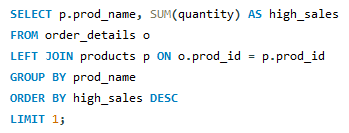 SELECT p.prod_name, SUM(quantity) AS high_sales
FROM order_details o
LEFT JOIN products p ON o.prod_id = p.prod_id
GROUP BY prod_name
ORDER BY high_sales DESC
LIMIT 1;